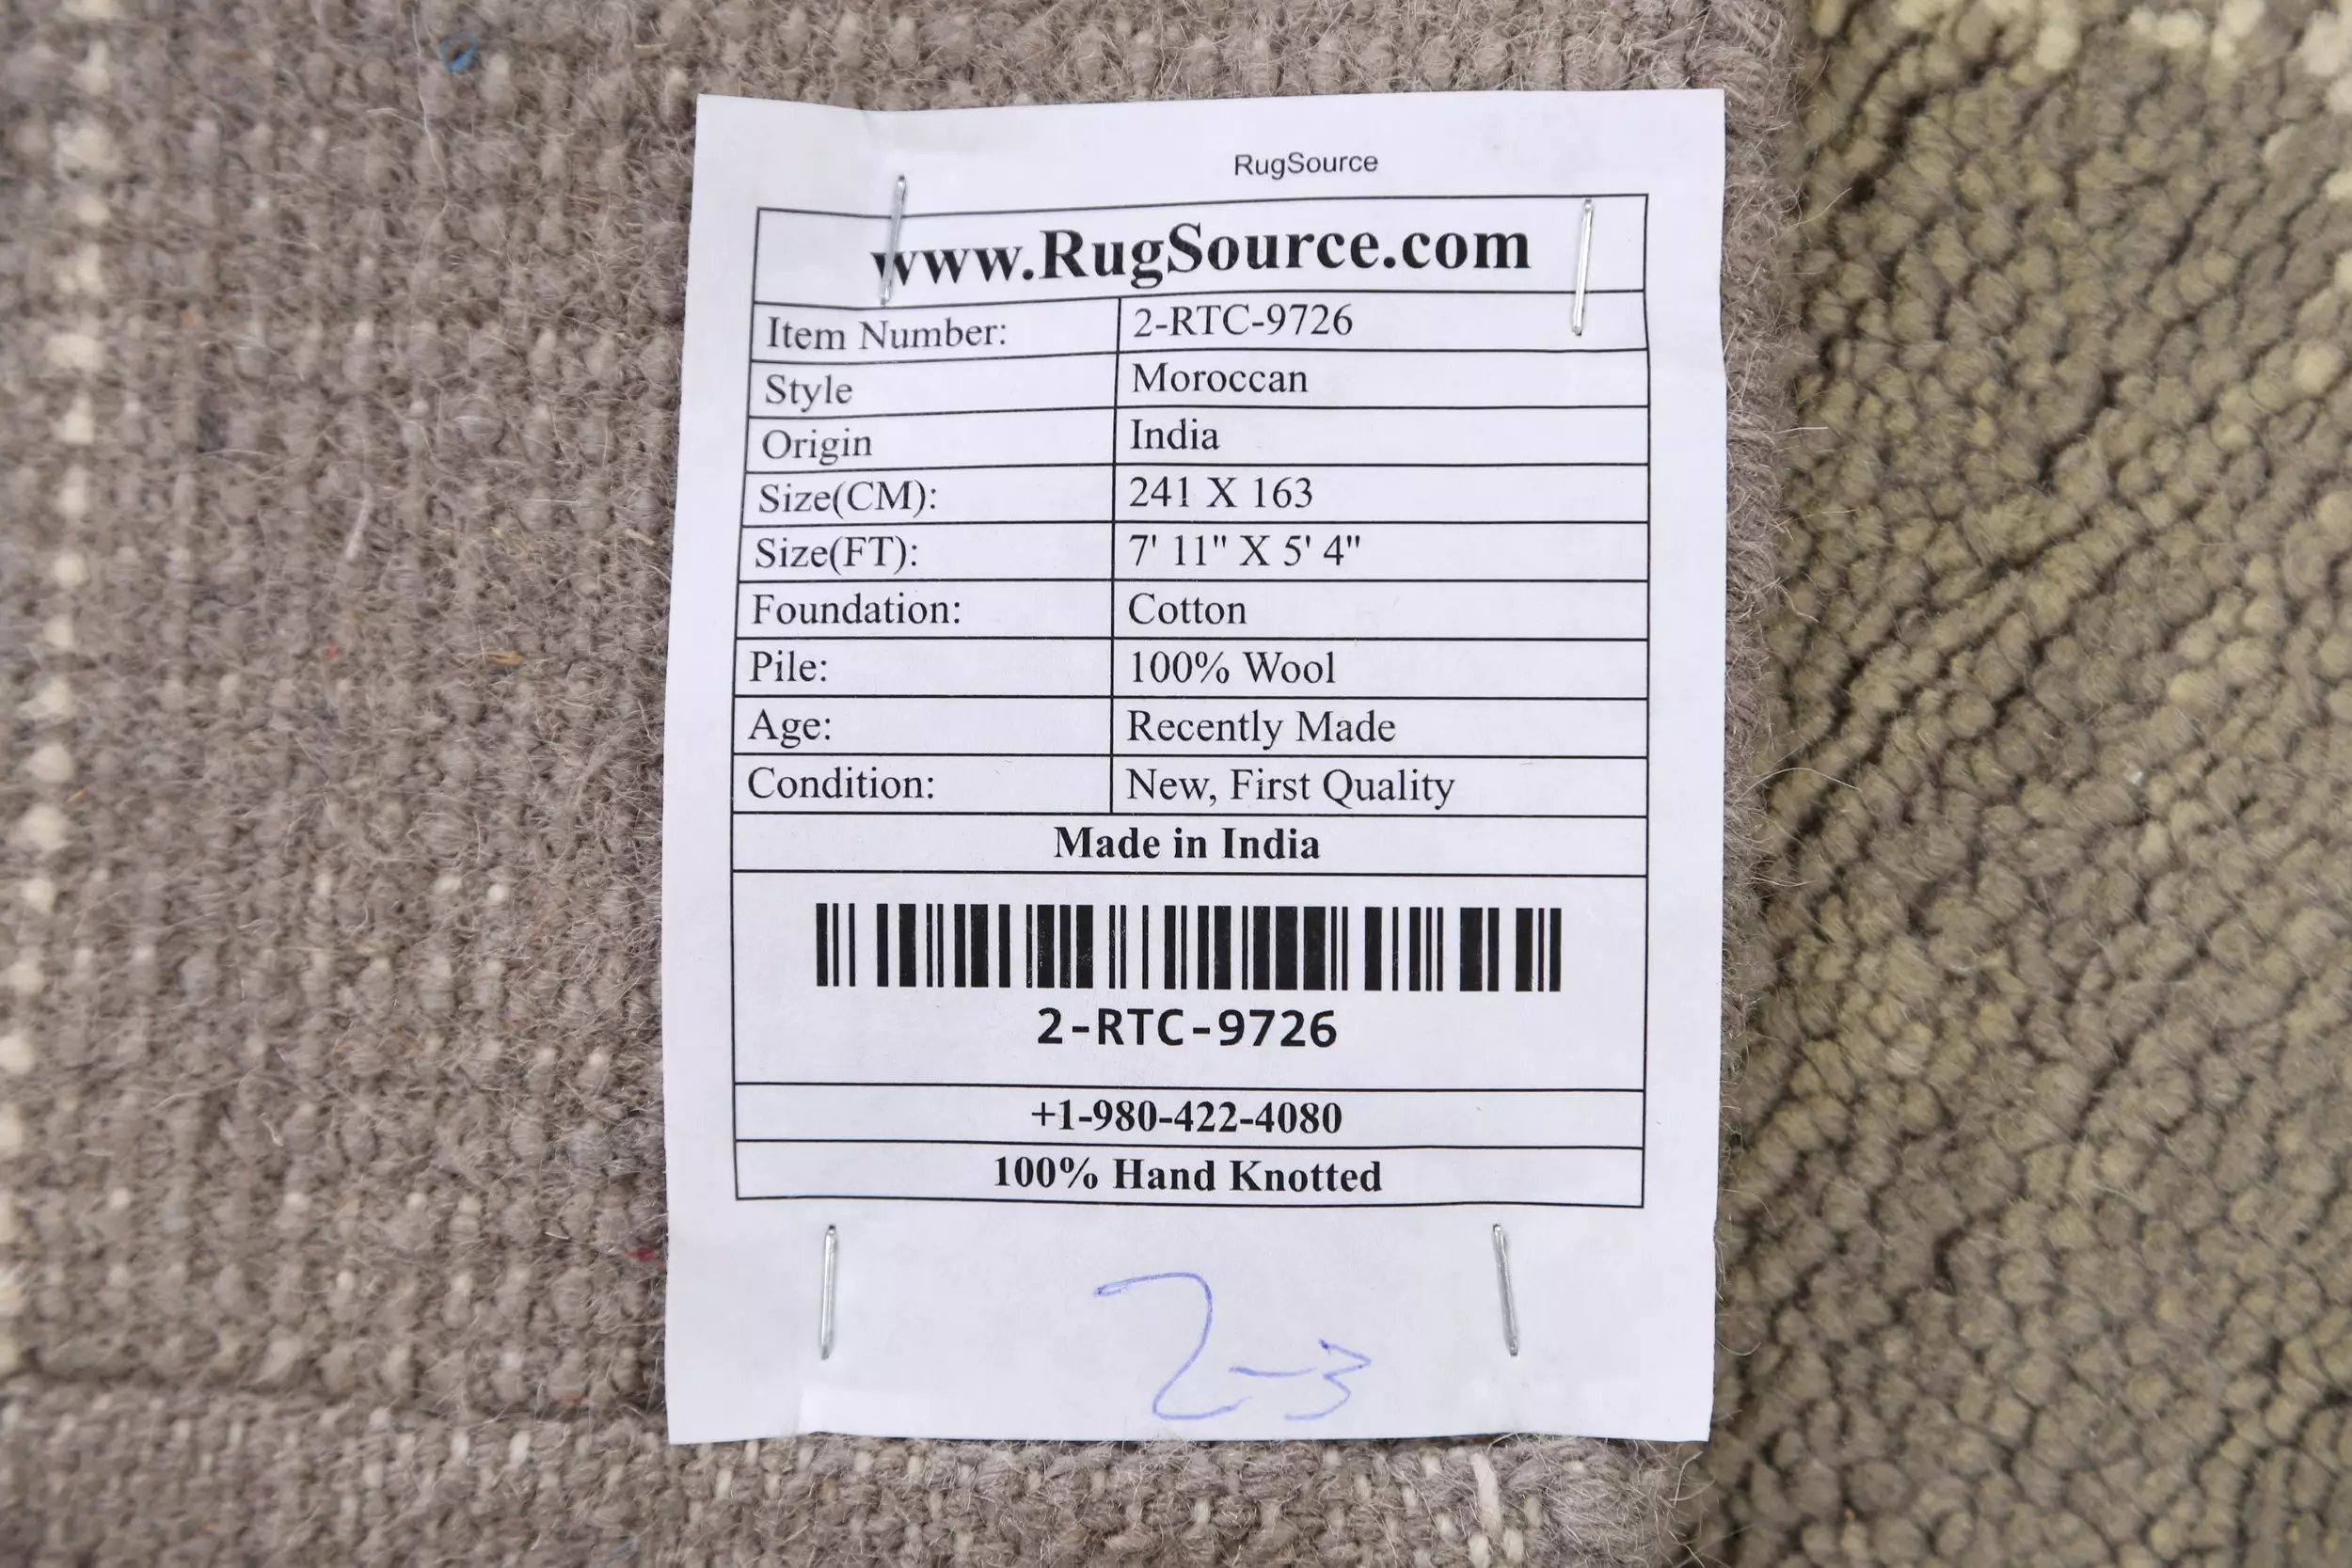 RugSource
www.RugSource.com
Item Number: 2-RTC-9726
Style Moroccan
Origin India
Size(CM): 241 X 163
Size(FT): 7' 11" X 5' 4"
Foundation: Cotton
Pile: 100% Wool
Age: Recently Made
Condition: New, First Quality
Made in India
2-RTC-9726
+1-980-422-4080
100% Hand Knotted
2-3